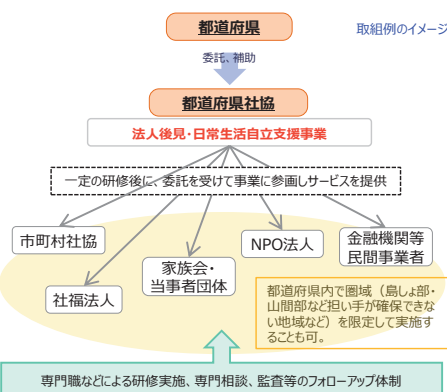 都道府県
取組例のイメージ
委託、補助
都道府県社協
法人後見・日常生活自立支援事業
一定の研修後に、委託を受けて事業に参画しサービスを提供
市町村社協
社福法人
家族会・
当事者団体
NPO法人
金融機関等
民間事業者
都道府県内で圏域（島しょ部・
山間部など担い手が確保できな
い地域など）を限定して実施す
ることも可。
専門職などによる研修実施、専門相談、監査等のフォローアップ体制